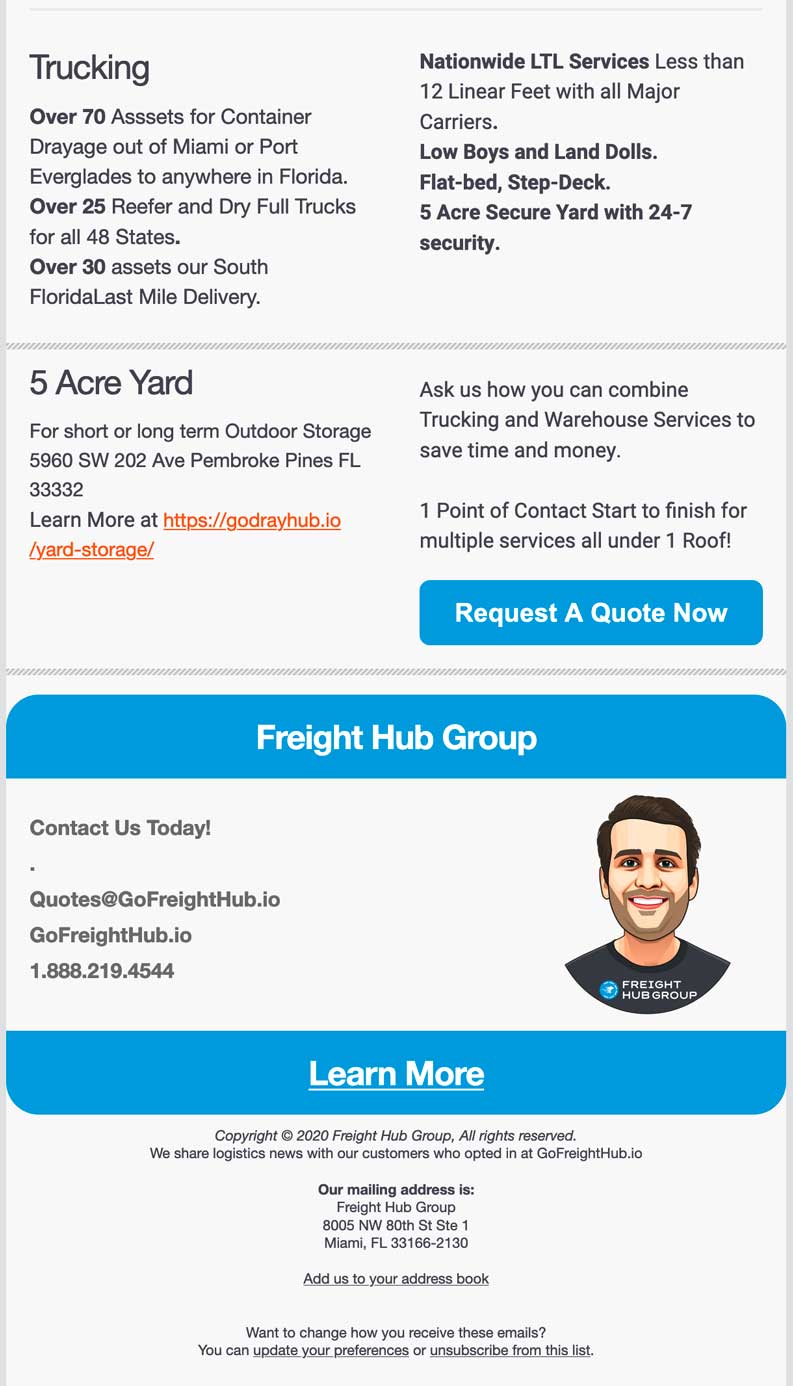 Trucking
Over 70 Asssets for Container
Drayage out of Miami or Port
Everglades to anywhere in Florida.
Over 25 Reefer and Dry Full Trucks
for all 48 States.
Over 30 assets our South
FloridaLast Mile Delivery.
Nationwide LTL Services Less than
12 Linear Feet with all Major
Carriers.
Low Boys and Land Dolls.
Flat-bed, Step-Deck.
5 Acre Secure Yard with 24-7
security.
5 Acre Yard
For short or long term Outdoor Storage
5960 SW 202 Ave Pembroke Pines FL
33332
Learn More at https://godrayhub.io
/yard-storage/
Ask us how you can combine
Trucking and Warehouse Services to
save time and money.
1 Point of Contact Start to finish for
multiple services all under 1 Roof!
Request A Quote Now
Freight Hub Group
Contact Us Today!
.
Quotes@GoFreightHub.io
GoFreightHub.io
1.888.219.4544
FREIGHT
HUB GROUP
Learn More
Copyright © 2020 Freight Hub Group, All rights reserved.
We share logistics news with our customers who opted in at GoFreightHub.io
Our mailing address is:
Freight Hub Group
8005 NW 80th St Ste 1
Miami, FL 33166-2130
Add us to your address book
Want to change how you receive these emails?
You can update your preferences or unsubscribe from this list.